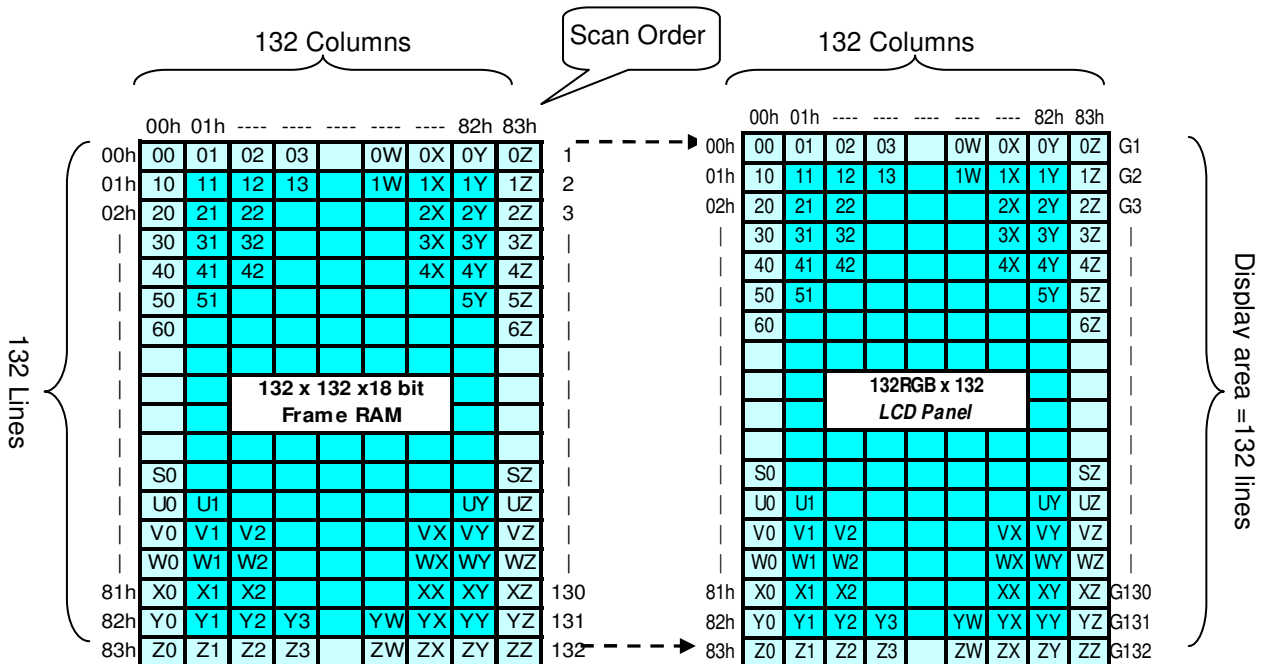 132 Columns
Scan Order
132 Columns
00h 01h ---- ---- ---- ---- ---- 82h 83h
00h 01h ---- ---- ---- ---- ---- 82h 83h
00h 00 01 02 03 0W 0X 0Y 0Z 1
00h 00 01 02 03 0W 0X 0Y 0Z G1
01h 10 11 12 13 1W 1X 1Y 1Z 2
01h 10 11 12 13 1W 1X 1Y 1Z G2
02h 20 21 22 2X 2Y 2Z 3
02h 20 21 22 2X 2Y 2Z G3
30 31 32 3X 3Y 3Z
30 31 32 3X 3Y 3Z
40 41 42 4X 4Y 4Z
40 41 42 4X 4Y 4Z
50 51 5Y 5Z
50 51 5Y 5Z
60 6Z
60 6Z
132 Lines
132 x 132 x18 bit
Frame RAM
132RGB x 132
LCD Panel
Display area =132 lines
S0 SZ
S0 SZ
U0 U1 UY UZ
U0 U1 UY UZ
V0 V1 V2 VX VY VZ
V0 V1 V2 VX VY VZ
W0 W1 W2 WX WY WZ
W0 W1 W2 WX WY WZ
81h X0 X1 X2 XX XY XZ 130
81h X0 X1 X2 XX XY XZ G130
82h Y0 Y1 Y2 Y3 YW YX YY YZ 131
82h Y0 Y1 Y2 Y3 YW YX YY YZ G131
83h Z0 Z1 Z2 Z3 ZW ZX ZY ZZ 132
83h Z0 Z1 Z2 Z3 ZW ZX ZY ZZ G132